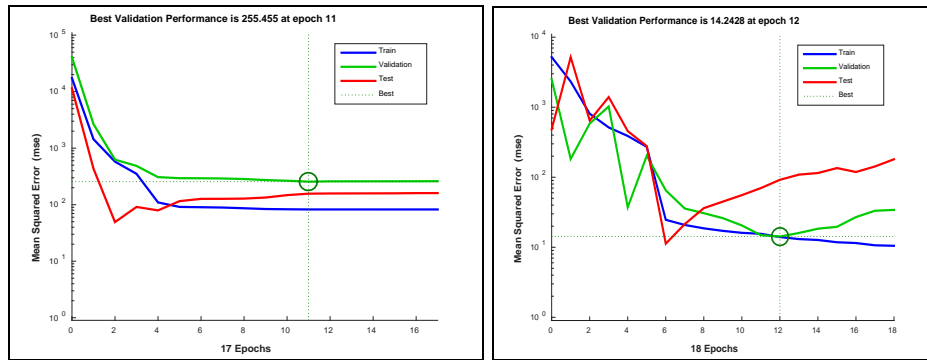 Best Validation Performance is 255.455 at epoch 11
Mean Squared Error (mse)
10^5
10^4
10^3
10^2
10^1
10^0
Train
Validation
Test
Best
0 2 4 6 8 10 12 14 16
17 Epochs
Best Validation Performance is 14.2428 at epoch 12
Mean Squared Error (mse)
10^4
10^3
10^2
10^1
10^0
Train
Validation
Test
Best
0 2 4 6 8 10 12 14 16 18
18 Epochs